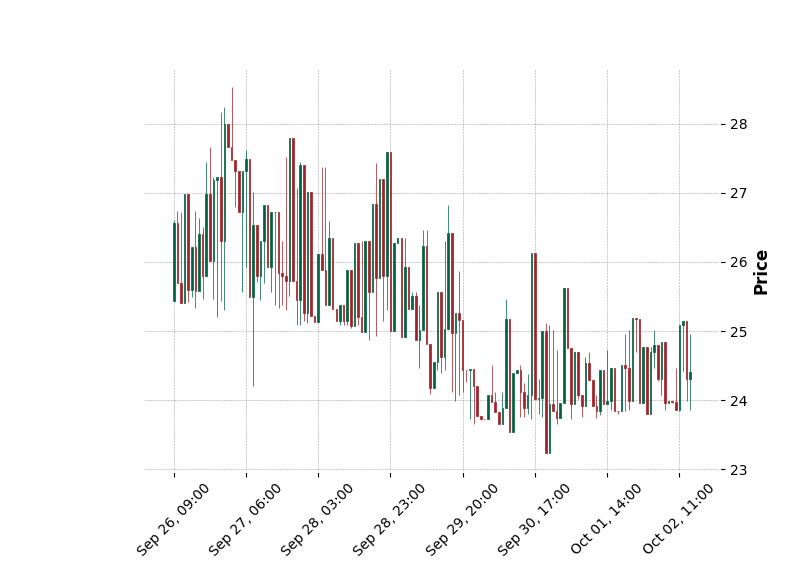 28
27
26
25
24
23
Price
Sep 26, 09:00
Sep 27, 06:00
Sep 28, 03:00
Sep 28, 23:00
Sep 29, 20:00
Sep 30, 17:00
Oct 01, 14:00
Oct 02, 11:00